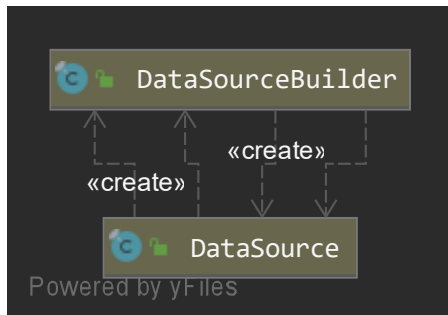 C DataSourceBuilder
«create»
«create»
C DataSource
Powered by yFiles